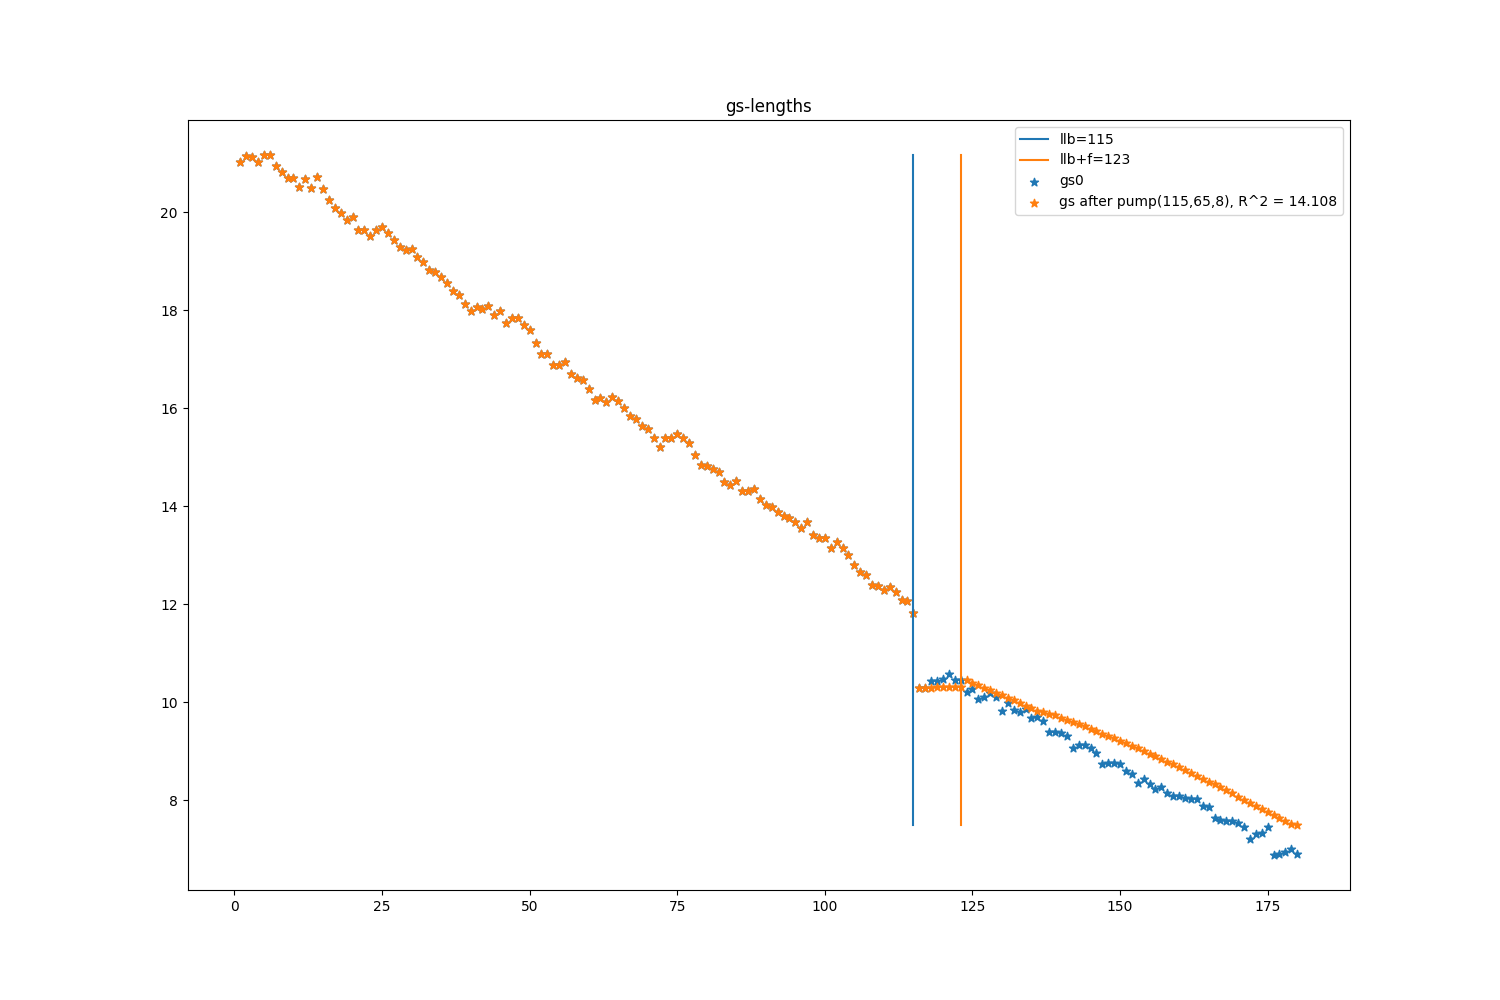 gs-lengths
llb=115
llb+f=123
gs0
gs after pump(115,65,8), R^2 = 14.108
20
18
16
14
12
10
8
0 25 50 75 100 125 150 175